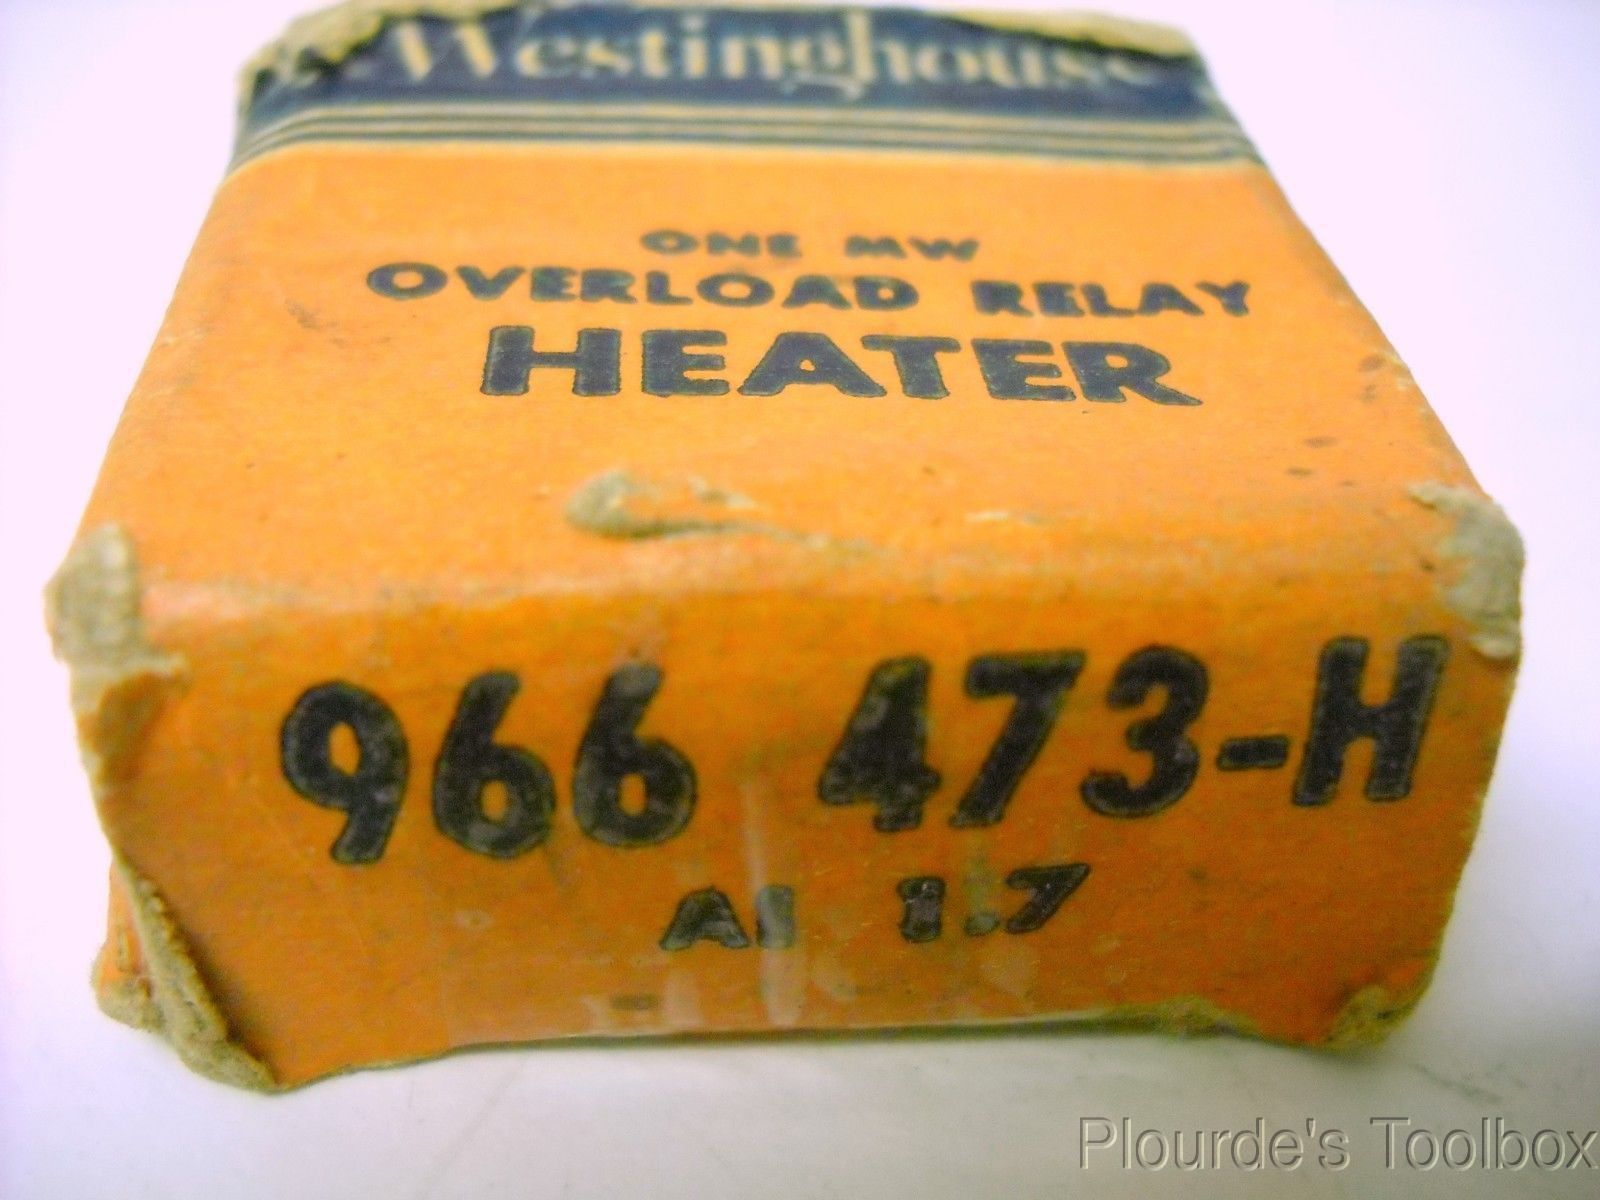 Westinghouse
ONE MW
OVERLOAD RELAY
HEATER
966 473-H
AI 1.7
Plourde's Toolbox